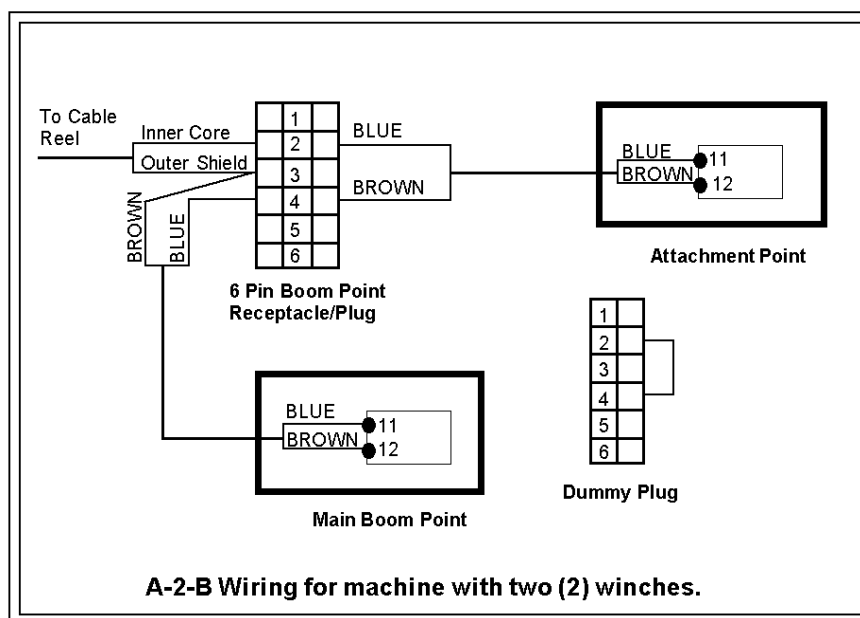 To Cable
Reel
Inner Core
Outer Shield
BROWN
BLUE
1
2
3
4
5
6
BLUE
BROWN
6 Pin Boom Point
Receptacle/Plug
BLUE
BROWN
11
12
Attachment Point
BLUE
BROWN
11
12
Main Boom Point
1
2
3
4
5
6
Dummy Plug
A-2-B Wiring for machine with two (2) winches.